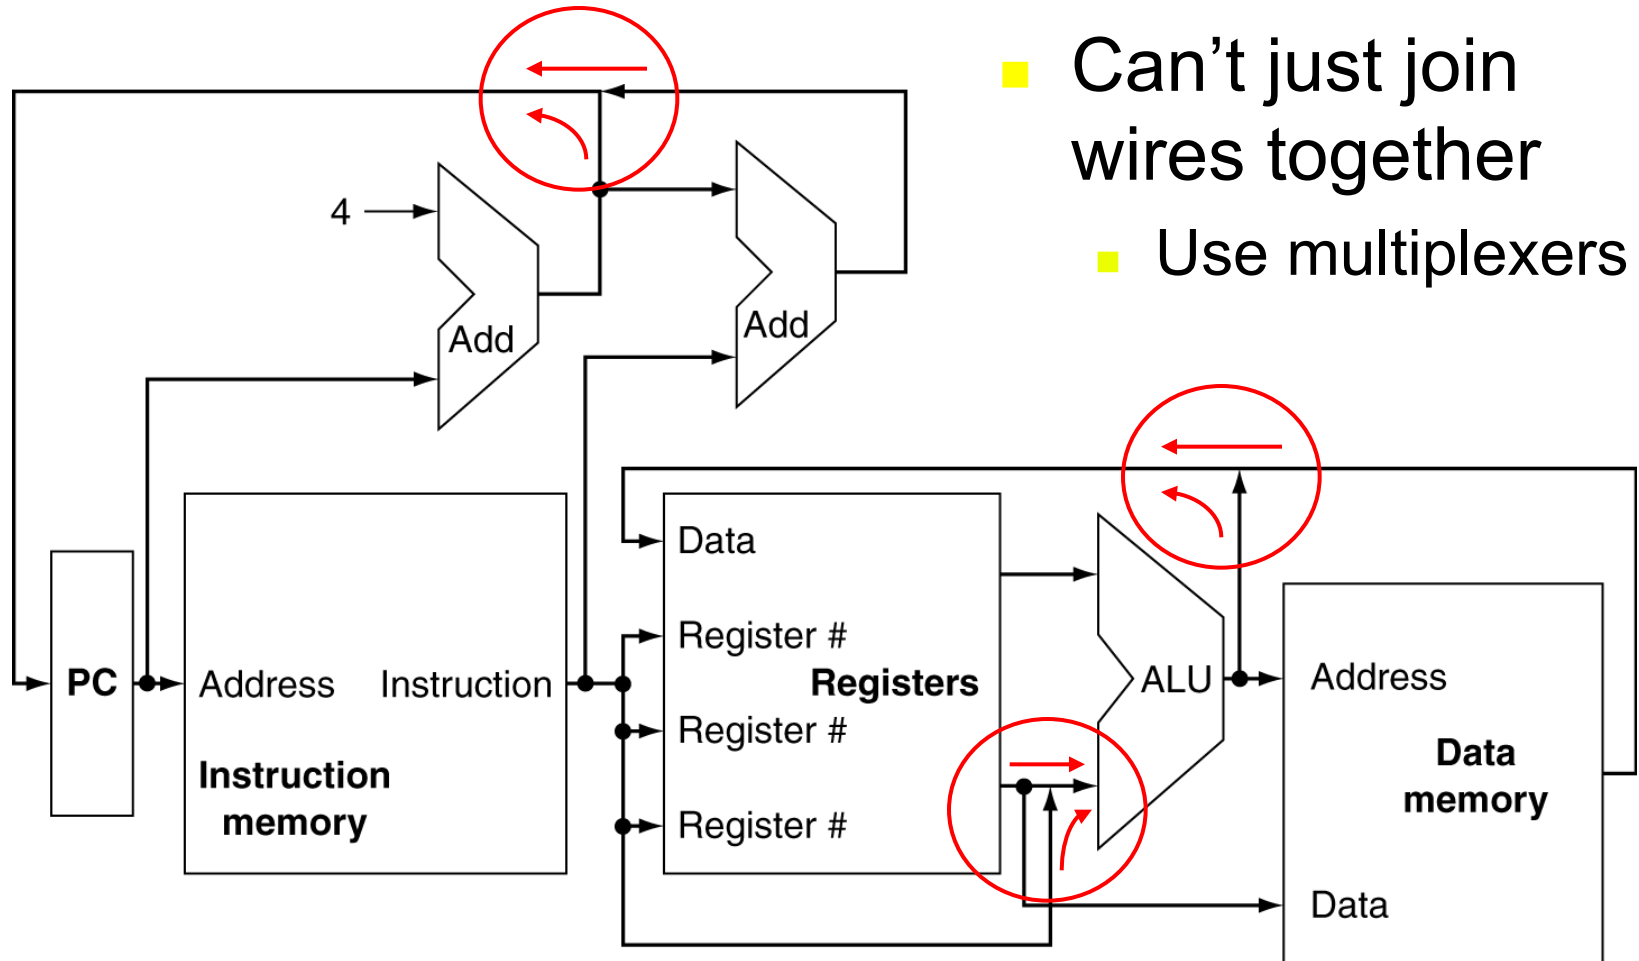 Can’t just join
wires together
Use multiplexers
4
Add
Add
Data
Register #
PC
Address
Instruction
Registers
ALU
Address
Register #
Instruction
memory
Data
memory
Register #
Data